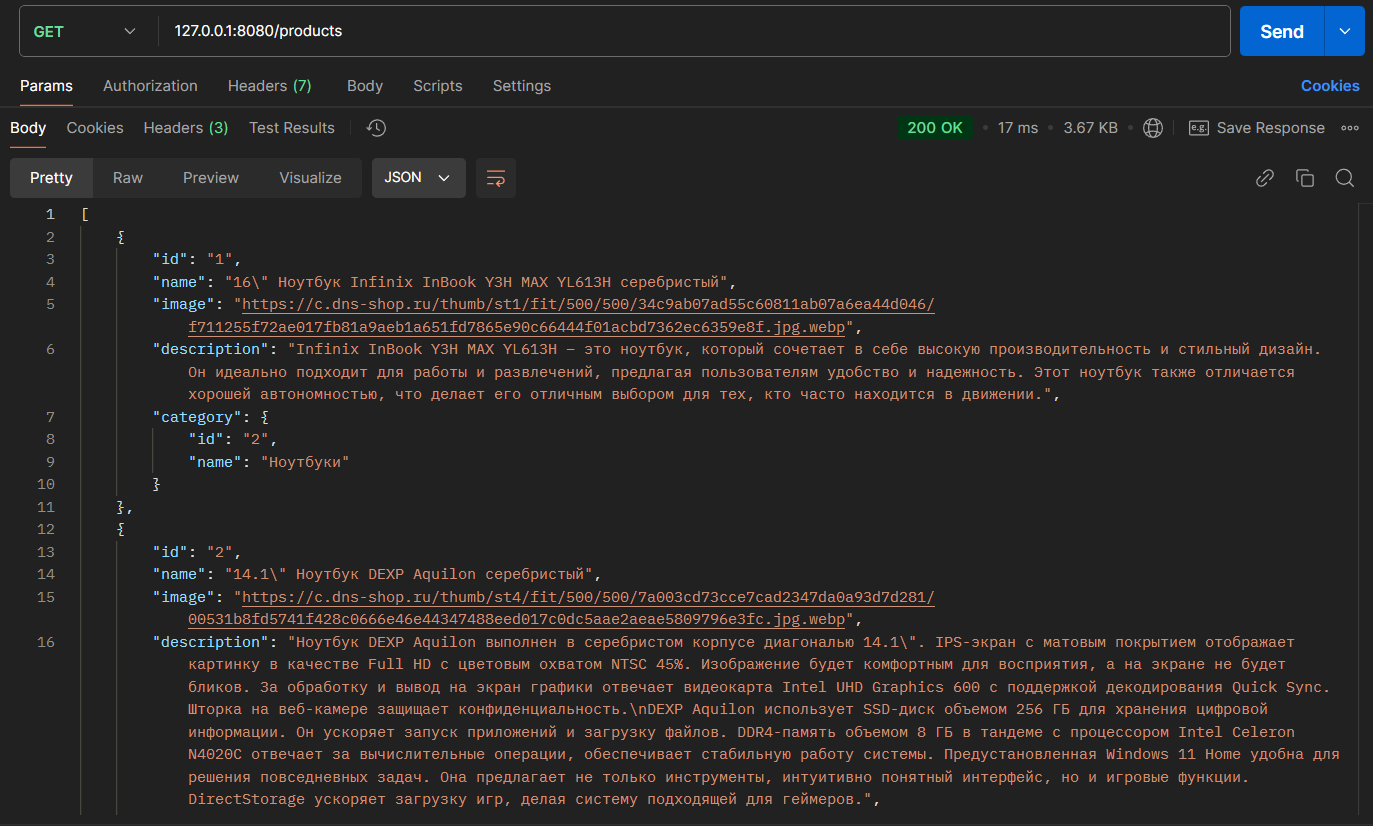 GET 127.0.0.1:8080/products Send
Params Authorization Headers (7) Body Scripts Settings Cookies
Body Cookies Headers (3) Test Results 200 OK 17 ms 3.67 KB e.g. Save Response
Pretty Raw Preview Visualize JSON
1 [
2 {
3 "id": "1",
4 "name": "16\" Ноутбук Infinix InBook Y3H MAX YL613H серебристый",
5 "image": "https://c.dns-shop.ru/thumb/st1/fit/500/500/34c9ab07ad55c60811ab07a6ea44d046/
f711255f72ae017fb81a9aeb1a651fd7865e90c66444f01acbd7362ec6359e8f.jpg.webp",
6 "description": "Infinix InBook Y3H MAX YL613H – это ноутбук, который сочетает в себе высокую производительность и стильный дизайн.
Он идеально подходит для работы и развлечений, предлагая пользователям удобство и надежность. Этот ноутбук также отличается
хорошей автономностью, что делает его отличным выбором для тех, кто часто находится в движении.",
7 "category": {
8 "id": "2",
9 "name": "Ноутбуки"
10 }
11 },
12 {
13 "id": "2",
14 "name": "14.1\" Ноутбук DEXP Aquilon серебристый",
15 "image": "https://c.dns-shop.ru/thumb/st4/fit/500/500/7a003cd73cce7cad2347da0a93d7d281/
00531b8fd5741f428c0666e46e44347488eed017c0dc5aae2aeae5809796e3fc.jpg.webp",
16 "description": "Ноутбук DEXP Aquilon выполнен в серебристом корпусе диагональю 14.1\". IPS-экран с матовым покрытием отображает
картинку в качестве Full HD с цветовым охватом NTSC 45%. Изображение будет комфортным для восприятия, а на экране не будет
бликов. За обработку и вывод на экран графики отвечает видеокарта Intel UHD Graphics 600 с поддержкой декодирования Quick Sync.
Шторка на веб-камере защищает конфиденциальность.\nDEXP Aquilon использует SSD-диск объемом 256 ГБ для хранения цифровой
информации. Он ускоряет запуск приложений и загрузку файлов. DDR4-память объемом 8 ГБ в тандеме с процессором Intel Celeron
N4020C отвечает за вычислительные операции, обеспечивает стабильную работу системы. Предустановленная Windows 11 Home удобна для
решения повседневных задач. Она предлагает не только инструменты, интуитивно понятный интерфейс, но и игровые функции.
DirectStorage ускоряет загрузку игр, делая систему подходящей для геймеров.",